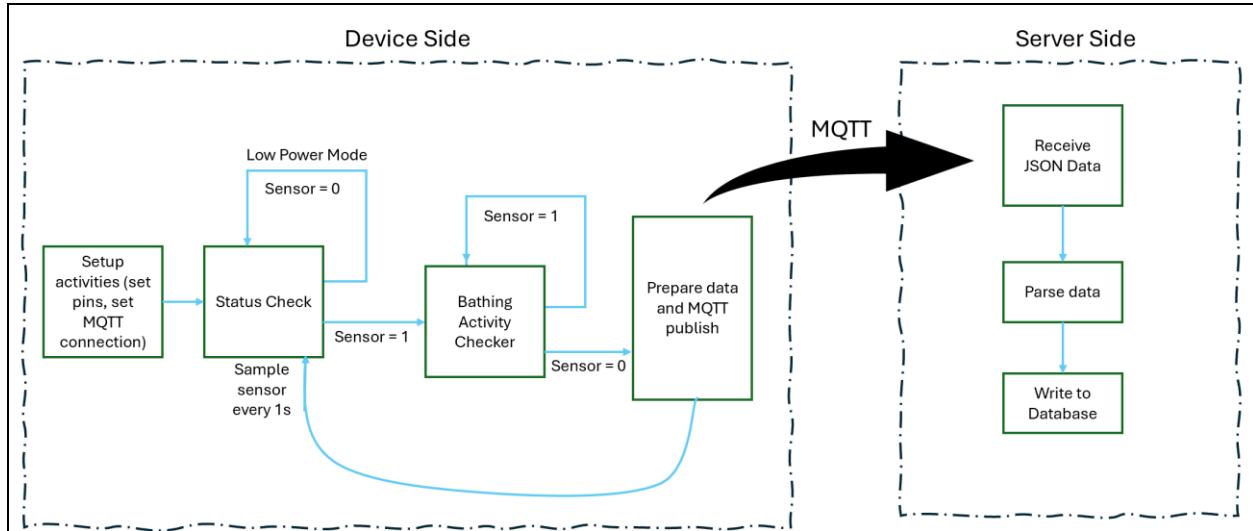 Device Side
Server Side
MQTT
Low Power Mode
Sensor = 0
Sensor = 1
Setup
activities (set
pins, set
MQTT
connection)
Status Check
Sensor = 1
Bathing
Activity
Checker
Sensor = 0
Prepare data
and MQTT
publish
Sample
sensor
every 1s
Receive
JSON Data
Parse data
Write to
Database